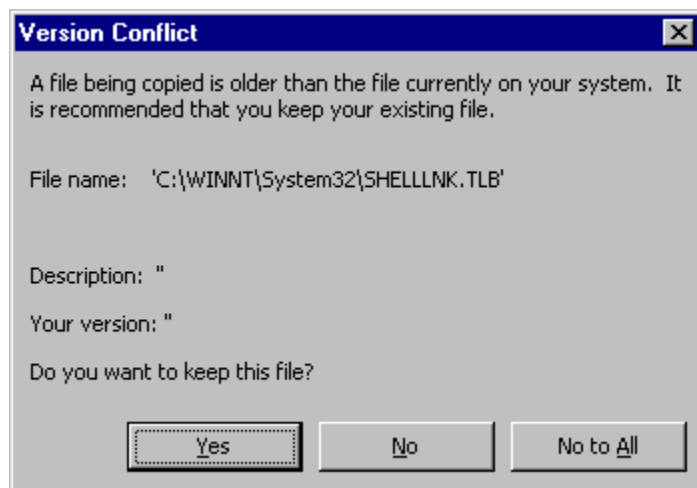 Version Conflict
A file being copied is older than the file currently on your system.  It
is recommended that you keep your existing file.
File name:    'C:\WINNT\System32\SHELLLNK.TLB'
Description:  ''
Your version: ''
Do you want to keep this file?
Yes
No
No to All